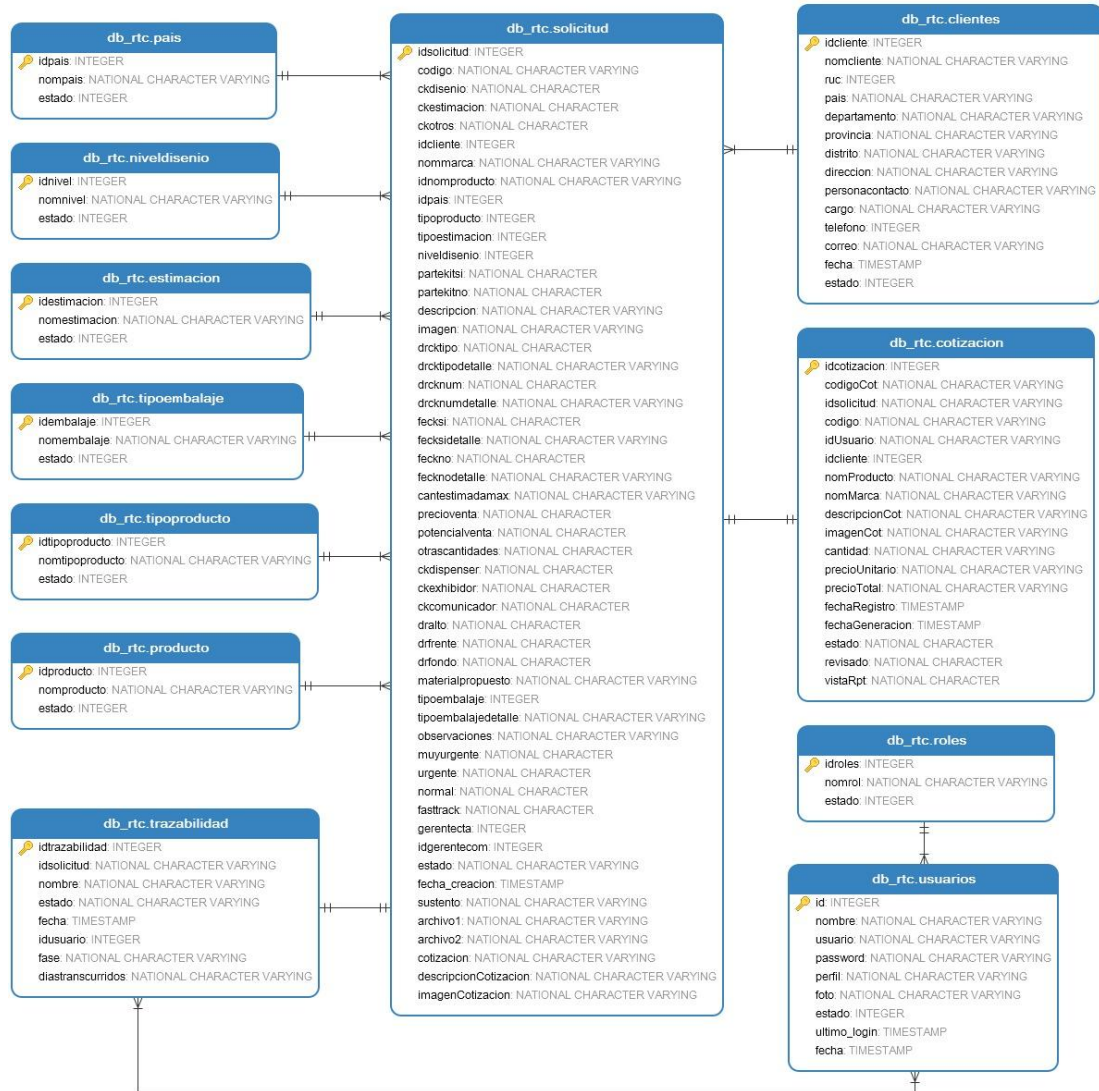 db_rtc.pais
idpais: INTEGER
nompais: NATIONAL CHARACTER VARYING
estado: INTEGER
db_rtc.niveldisenio
idnivel: INTEGER
nomnivel: NATIONAL CHARACTER VARYING
estado: INTEGER
db_rtc.estimacion
idestimacion: INTEGER
nomestimacion: NATIONAL CHARACTER VARYING
estado: INTEGER
db_rtc.tipoembalaje
idembalaje: INTEGER
nomembalaje: NATIONAL CHARACTER VARYING
estado: INTEGER
db_rtc.tipoproducto
idtipoproducto: INTEGER
nomtipoproducto: NATIONAL CHARACTER VARYING
estado: INTEGER
db_rtc.producto
idproducto: INTEGER
nomproducto: NATIONAL CHARACTER VARYING
estado: INTEGER
db_rtc.trazabilidad
idtrazabilidad: INTEGER
idsolicitud: NATIONAL CHARACTER VARYING
nombre: NATIONAL CHARACTER VARYING
estado: NATIONAL CHARACTER VARYING
fecha: TIMESTAMP
idusuario: INTEGER
fase: NATIONAL CHARACTER VARYING
diastranscurridos: NATIONAL CHARACTER VARYING
db_rtc.solicitud
idsolicitud: INTEGER
codigo: NATIONAL CHARACTER VARYING
ckdisenio: NATIONAL CHARACTER
ckestimacion: NATIONAL CHARACTER
ckotros: NATIONAL CHARACTER
idcliente: INTEGER
nommarca: NATIONAL CHARACTER VARYING
idnomproducto: NATIONAL CHARACTER VARYING
idpais: INTEGER
tipoproducto: INTEGER
tipoestimacion: INTEGER
niveldisenio: INTEGER
partekitsi: NATIONAL CHARACTER
partekitno: NATIONAL CHARACTER
descripcion: NATIONAL CHARACTER VARYING
imagen: NATIONAL CHARACTER VARYING
drcktipo: NATIONAL CHARACTER
drcktipodetalle: NATIONAL CHARACTER VARYING
drcknum: NATIONAL CHARACTER
drcknumdetalle: NATIONAL CHARACTER VARYING
fecksi: NATIONAL CHARACTER
fecksidetalle: NATIONAL CHARACTER VARYING
feckno: NATIONAL CHARACTER
fecknodetalle: NATIONAL CHARACTER VARYING
cantestimadamax: NATIONAL CHARACTER VARYING
precioventa: NATIONAL CHARACTER
potencialventa: NATIONAL CHARACTER
otrascantidades: NATIONAL CHARACTER
ckdispenser: NATIONAL CHARACTER
ckexhibidor: NATIONAL CHARACTER
ckcomunicador: NATIONAL CHARACTER
dralto: NATIONAL CHARACTER
drfrente: NATIONAL CHARACTER
drfondo: NATIONAL CHARACTER
materialpropuesto: NATIONAL CHARACTER VARYING
tipoembalaje: INTEGER
tipoembalajedetalle: NATIONAL CHARACTER VARYING
observaciones: NATIONAL CHARACTER VARYING
muyurgente: NATIONAL CHARACTER
urgente: NATIONAL CHARACTER
normal: NATIONAL CHARACTER
fasttrack: NATIONAL CHARACTER
gerentecta: INTEGER
idgerentecom: INTEGER
estado: NATIONAL CHARACTER VARYING
fecha_creacion: TIMESTAMP
sustento: NATIONAL CHARACTER VARYING
archivo1: NATIONAL CHARACTER VARYING
archivo2: NATIONAL CHARACTER VARYING
cotizacion: NATIONAL CHARACTER VARYING
descripcionCotizacion: NATIONAL CHARACTER VARYING
imagenCotizacion: NATIONAL CHARACTER VARYING
db_rtc.clientes
idcliente: INTEGER
nomcliente: NATIONAL CHARACTER VARYING
ruc: INTEGER
pais: NATIONAL CHARACTER VARYING
departamento: NATIONAL CHARACTER VARYING
provincia: NATIONAL CHARACTER VARYING
distrito: NATIONAL CHARACTER VARYING
direccion: NATIONAL CHARACTER VARYING
personacontacto: NATIONAL CHARACTER VARYING
cargo: NATIONAL CHARACTER VARYING
telefono: INTEGER
correo: NATIONAL CHARACTER VARYING
fecha: TIMESTAMP
estado: INTEGER
db_rtc.cotizacion
idcotizacion: INTEGER
codigoCot: NATIONAL CHARACTER VARYING
idsolicitud: NATIONAL CHARACTER VARYING
codigo: NATIONAL CHARACTER VARYING
idUsuario: NATIONAL CHARACTER VARYING
idcliente: INTEGER
nomProducto: NATIONAL CHARACTER VARYING
nomMarca: NATIONAL CHARACTER VARYING
descripcionCot: NATIONAL CHARACTER VARYING
imagenCot: NATIONAL CHARACTER VARYING
cantidad: NATIONAL CHARACTER VARYING
precioUnitario: NATIONAL CHARACTER VARYING
precioTotal: NATIONAL CHARACTER VARYING
fechaRegistro: TIMESTAMP
fechaGeneracion: TIMESTAMP
estado: NATIONAL CHARACTER
revisado: NATIONAL CHARACTER
vistaRpt: NATIONAL CHARACTER
db_rtc.roles
idroles: INTEGER
nomrol: NATIONAL CHARACTER VARYING
estado: INTEGER
db_rtc.usuarios
id: INTEGER
nombre: NATIONAL CHARACTER VARYING
usuario: NATIONAL CHARACTER VARYING
password: NATIONAL CHARACTER VARYING
perfil: NATIONAL CHARACTER VARYING
foto: NATIONAL CHARACTER VARYING
estado: INTEGER
ultimo_login: TIMESTAMP
fecha: TIMESTAMP